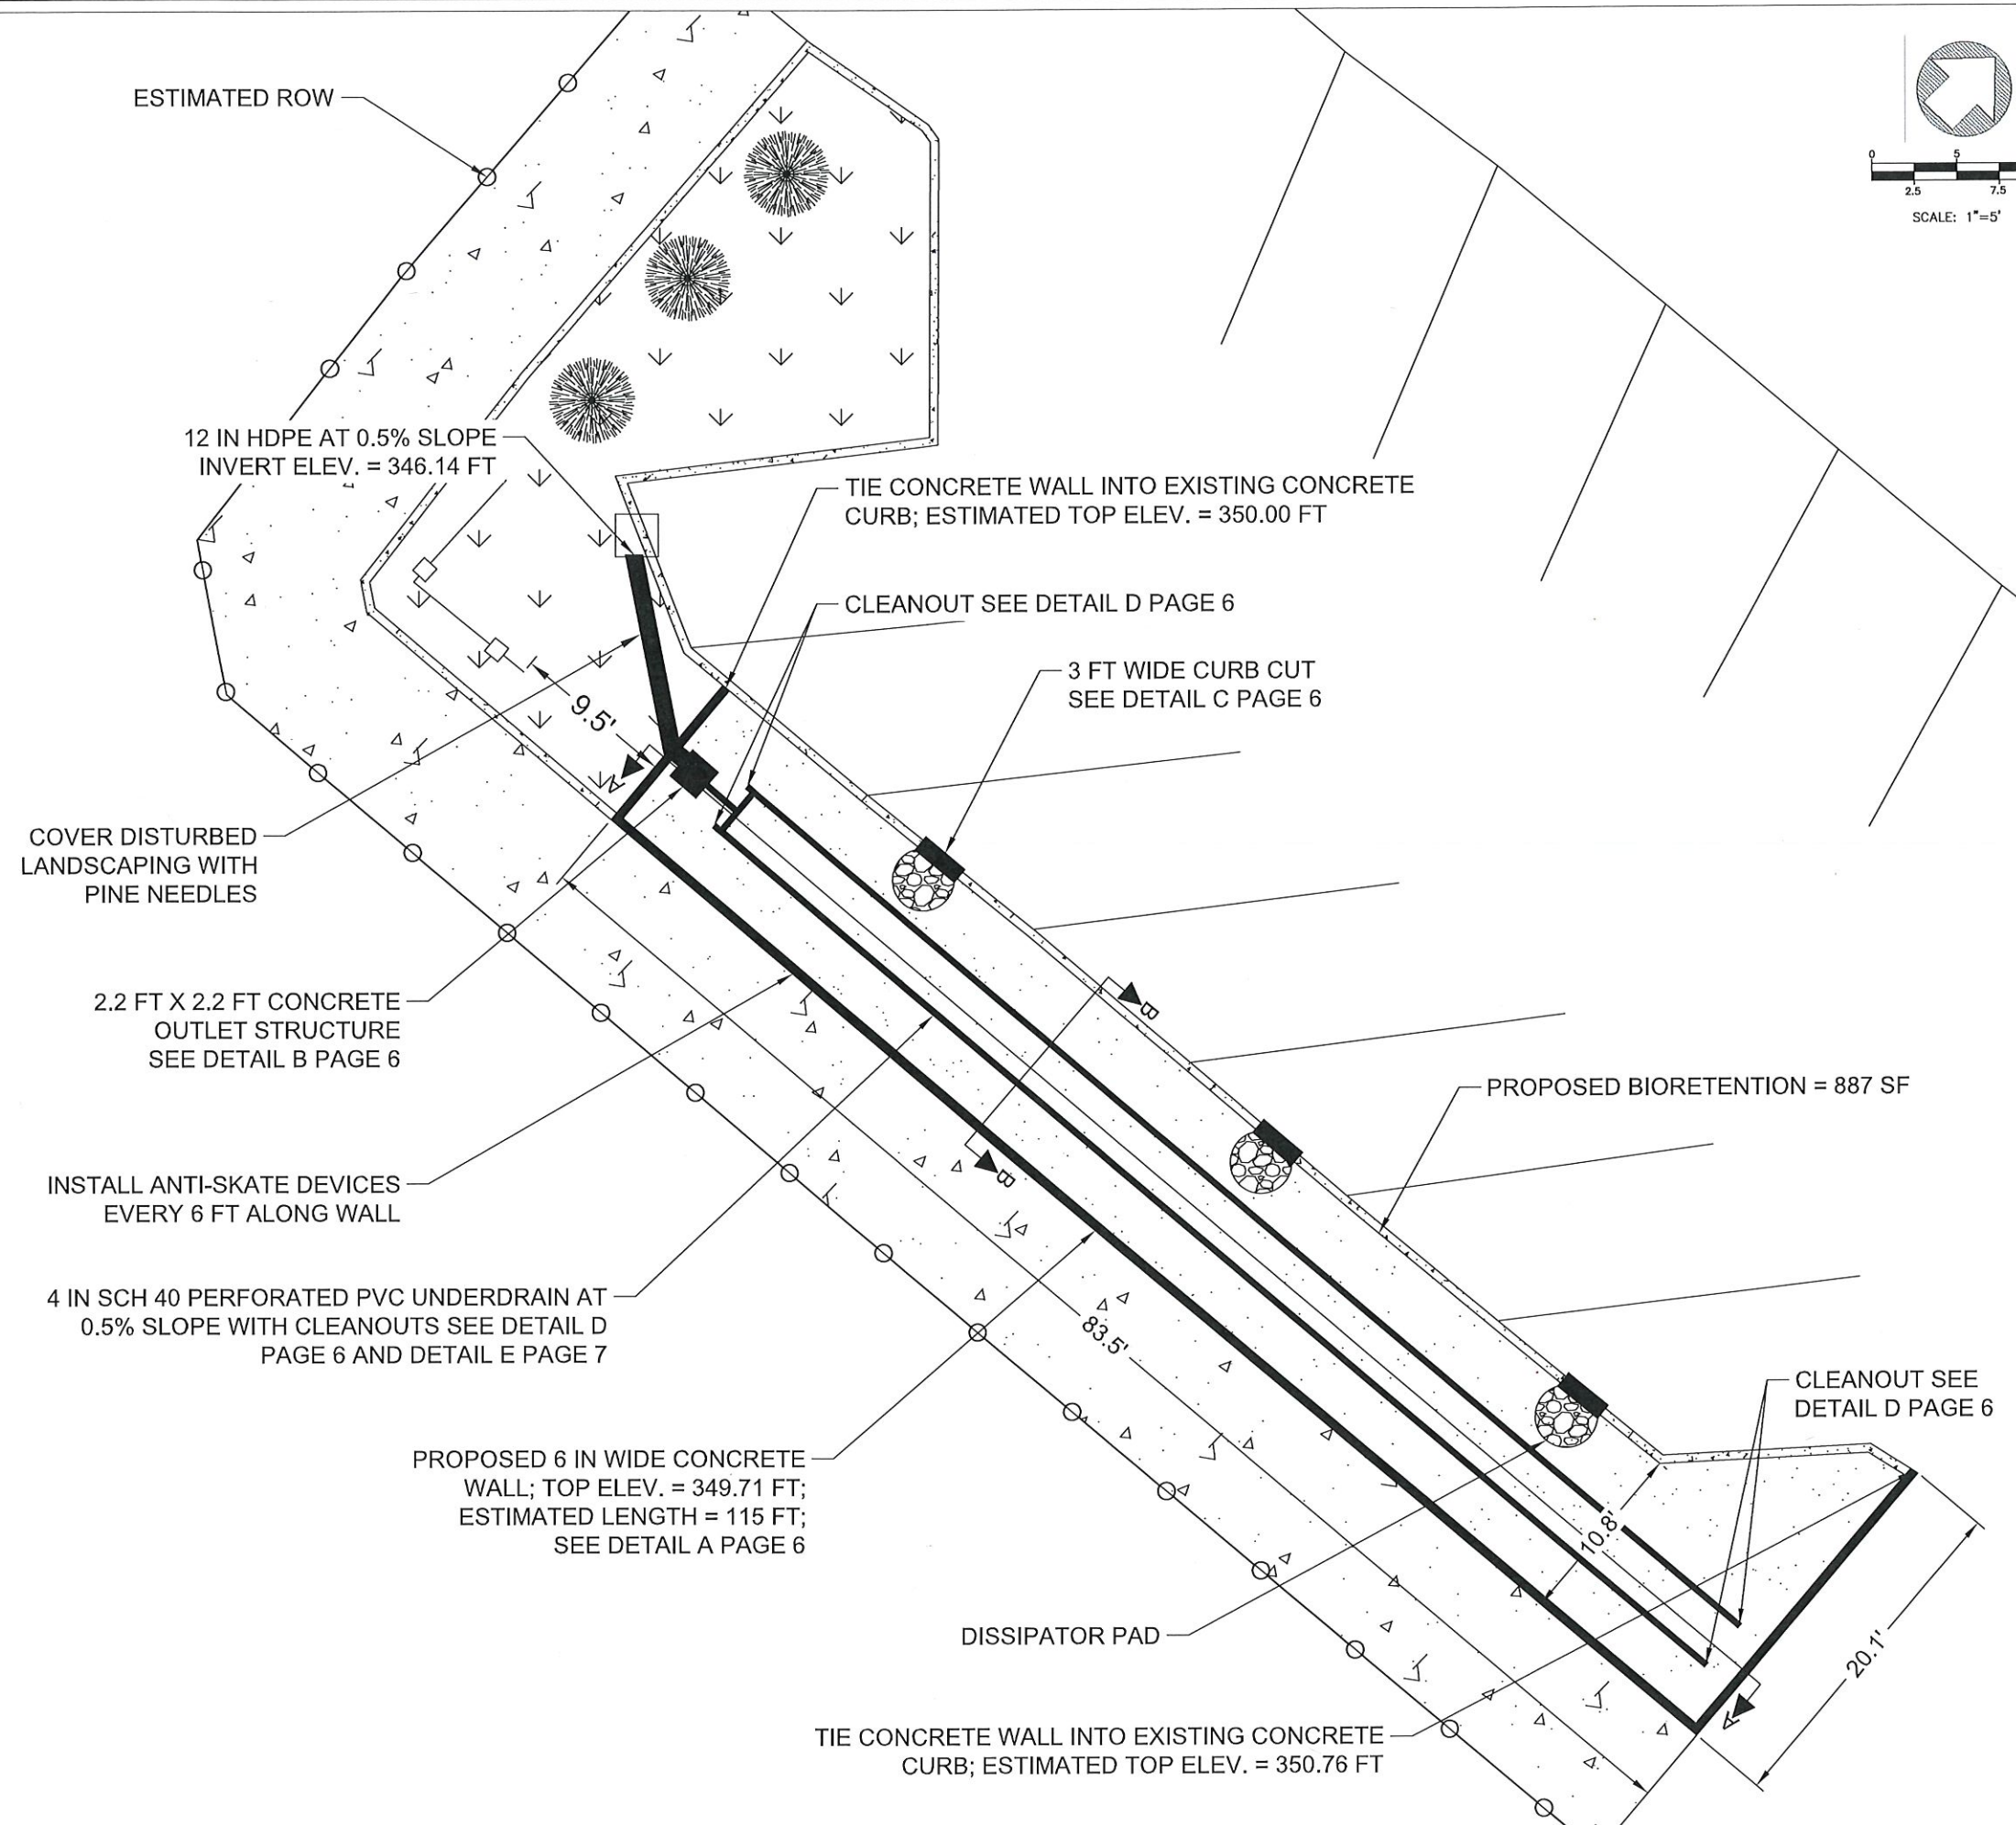 ESTIMATED ROW
0 5
2.5 7.5
SCALE: 1"=5'
12 IN HDPE AT 0.5% SLOPE
INVERT ELEV. = 346.14 FT
TIE CONCRETE WALL INTO EXISTING CONCRETE
CURB; ESTIMATED TOP ELEV. = 350.00 FT
CLEANOUT SEE DETAIL D PAGE 6
3 FT WIDE CURB CUT
SEE DETAIL C PAGE 6
9.5'
A
COVER DISTURBED
LANDSCAPING WITH
PINE NEEDLES
2.2 FT X 2.2 FT CONCRETE
OUTLET STRUCTURE
SEE DETAIL B PAGE 6
B
PROPOSED BIORETENTION = 887 SF
B
INSTALL ANTI-SKATE DEVICES
EVERY 6 FT ALONG WALL
4 IN SCH 40 PERFORATED PVC UNDERDRAIN AT
0.5% SLOPE WITH CLEANOUTS SEE DETAIL D
PAGE 6 AND DETAIL E PAGE 7
83.5'
CLEANOUT SEE
DETAIL D PAGE 6
PROPOSED 6 IN WIDE CONCRETE
WALL; TOP ELEV. = 349.71 FT;
ESTIMATED LENGTH = 115 FT;
SEE DETAIL A PAGE 6
10.8'
DISSIPATOR PAD
20.1'
A
TIE CONCRETE WALL INTO EXISTING CONCRETE
CURB; ESTIMATED TOP ELEV. = 350.76 FT